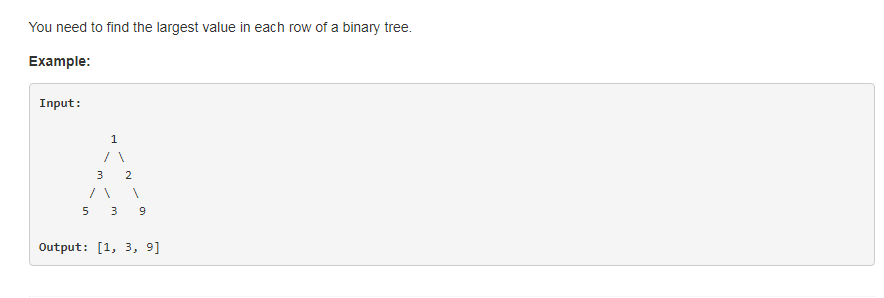 You need to find the largest value in each row of a binary tree.
Example:
Input:
1
/ \
3 2
/ \ \
5 3 9
Output: [1, 3, 9]